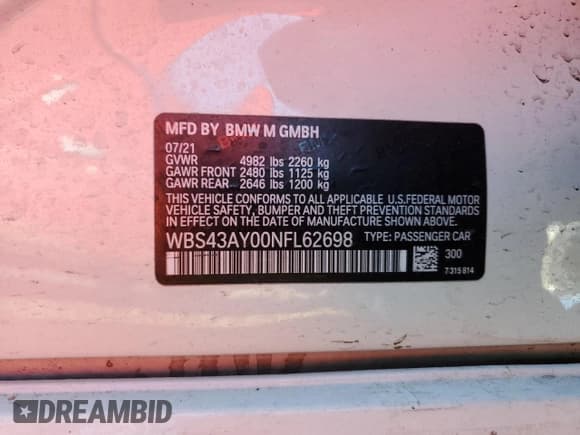 MFD BY BMW M GMBH
07/21
GVWR 4982 lbs 2260 kg
GAWR FRONT 2480 lbs 1125 kg
GAWR REAR 2646 lbs 1200 kg
THIS VEHICLE CONFORMS TO ALL APPLICABLE U.S.FEDERAL MOTOR
VEHICLE SAFETY, BUMPER AND THEFT PREVENTION STANDARDS
IN EFFECT ON THE DATE OF MANUFACTURE SHOWN ABOVE.
WBS43AY00NFL62698 TYPE: PASSENGER CAR
300
7 315 814
DREAMBID